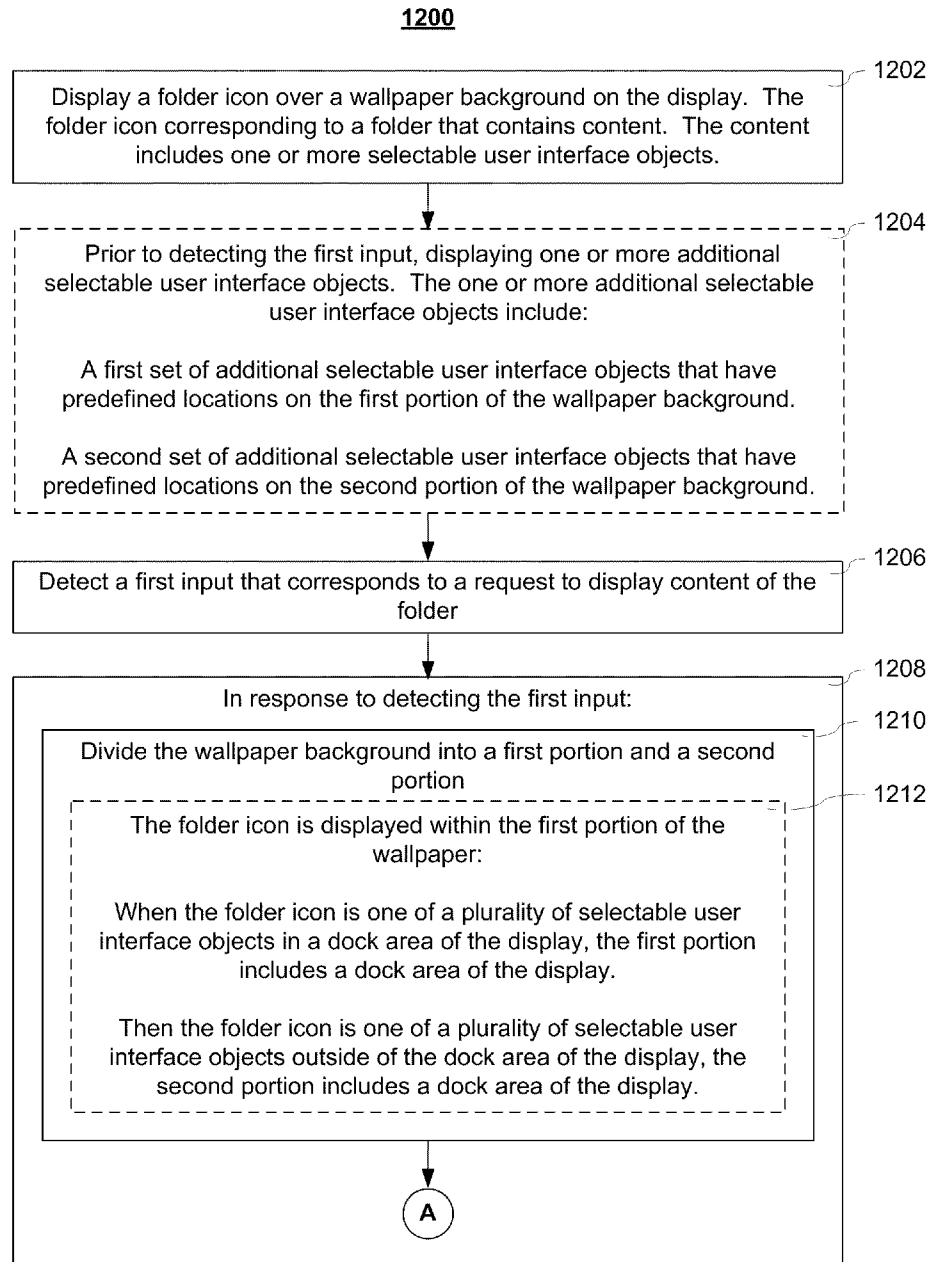 1200
1202
Display a folder icon over a wallpaper background on the display. The
folder icon corresponding to a folder that contains content. The content
includes one or more selectable user interface objects.
1204
Prior to detecting the first input, displaying one or more additional
selectable user interface objects. The one or more additional selectable
user interface objects include:
A first set of additional selectable user interface objects that have
predefined locations on the first portion of the wallpaper background.
A second set of additional selectable user interface objects that have
predefined locations on the second portion of the wallpaper background.
1206
Detect a first input that corresponds to a request to display content of the
folder
1208
In response to detecting the first input:
1210
Divide the wallpaper background into a first portion and a second
portion
1212
The folder icon is displayed within the first portion of the
wallpaper:
When the folder icon is one of a plurality of selectable user
interface objects in a dock area of the display, the first portion
includes a dock area of the display.
Then the folder icon is one of a plurality of selectable user
interface objects outside of the dock area of the display, the
second portion includes a dock area of the display.
A